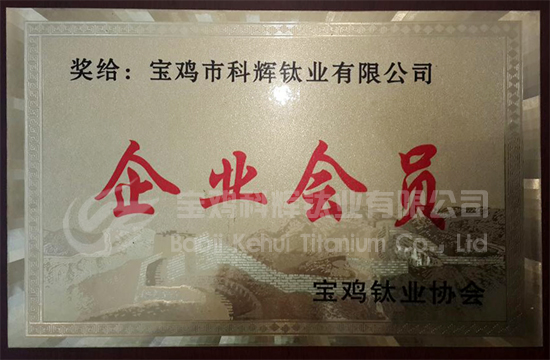 奖给：宝鸡市科辉钛业有限公司
企业会员
宝鸡科辉钛业有限公司
Baoji Kehui Titanium Co., Ltd
宝鸡钛业协会